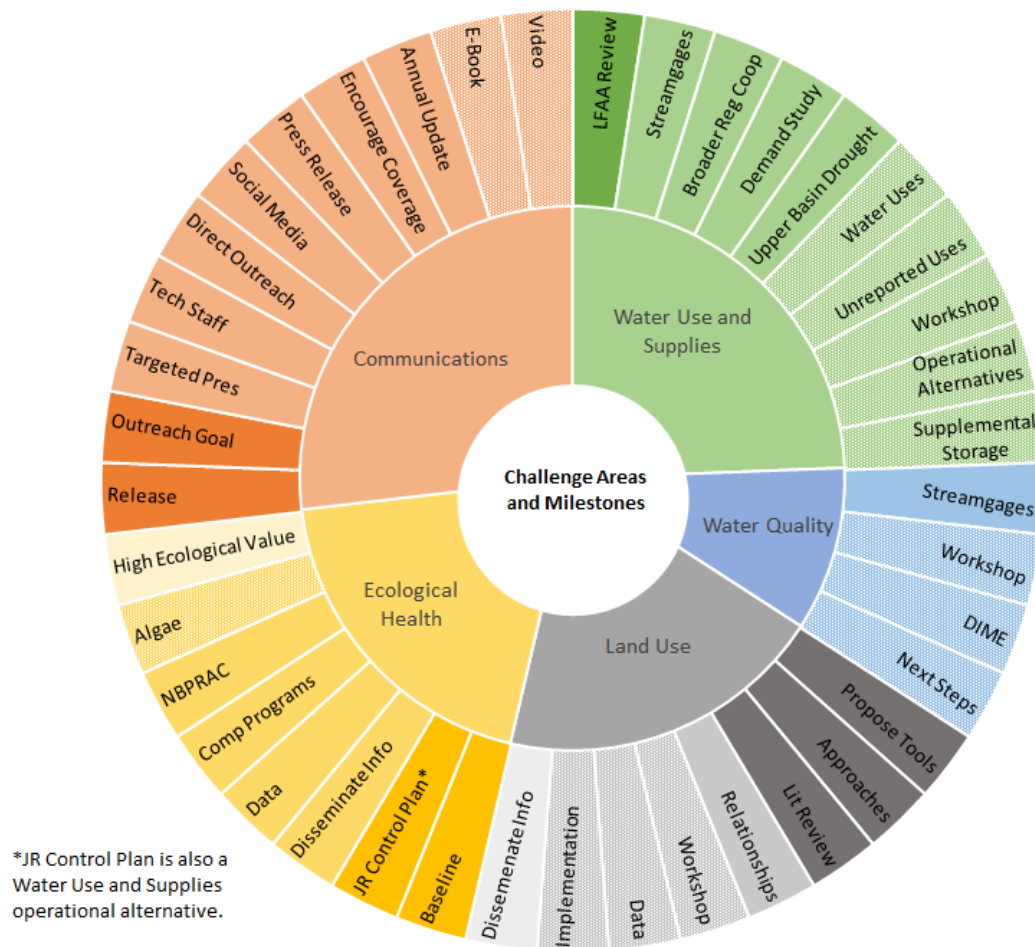 Challenge Areas
and Milestones
Water Use and
Supplies
LFAA Review
Streamgages
Broader Reg Coop
Demand Study
Upper Basin Drought
Water Uses
Unreported Uses
Workshop
Operational
Alternatives
Supplemental
Storage
Water Quality
Streamgages
Workshop
DIME
Next Steps
Land Use
Propose Tools
Approaches
Lit Review
Relationships
Workshop
Data
Implementation
Dissemenate Info
Ecological
Health
Baseline
JR Control Plan*
Disseminate Info
Data
Comp Programs
NBPRAC
Algae
High Ecological Value
Communications
Release
Outreach Goal
Targeted Pres
Tech Staff
Direct Outreach
Social Media
Press Release
Encourage Coverage
Annual Update
E-Book
Video
*JR Control Plan is also a
Water Use and Supplies
operational alternative.